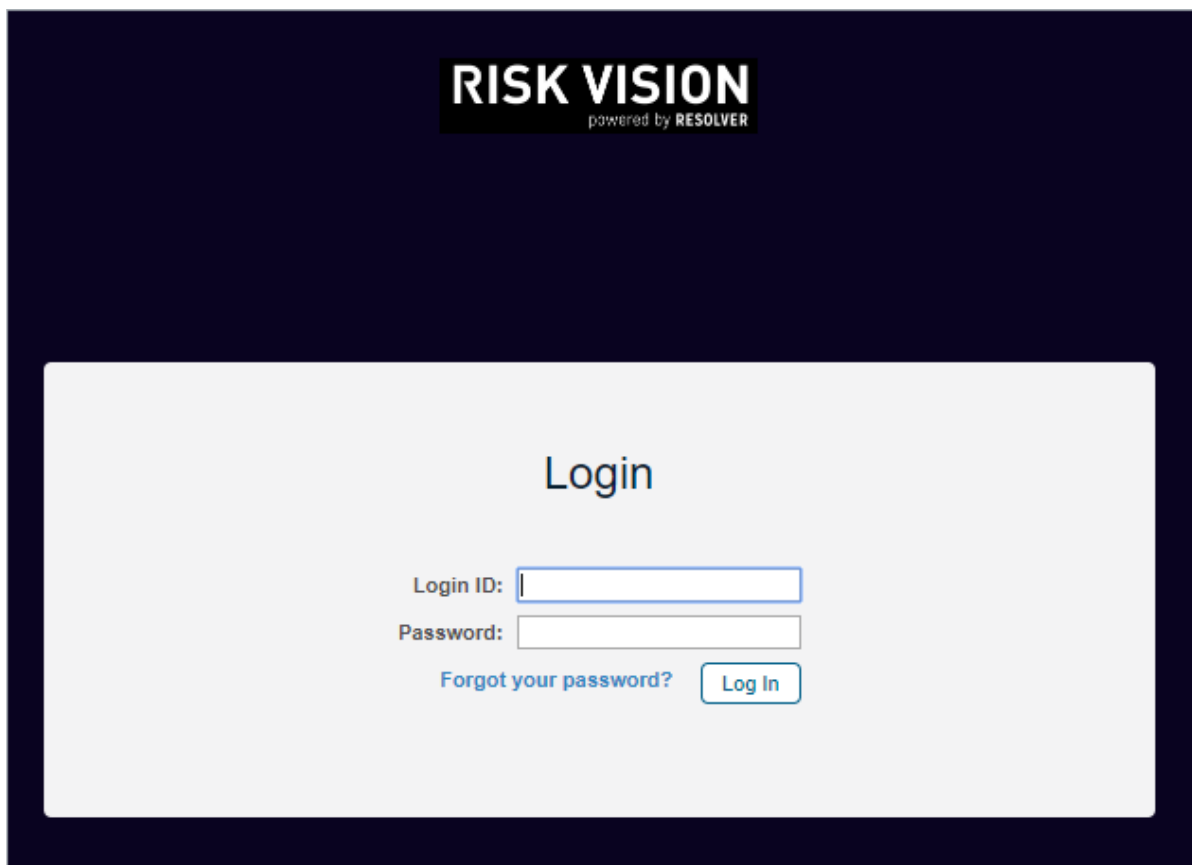 RISK VISION
powered by RESOLVER
Login
Login ID:
Password:
Forgot your password? Log In